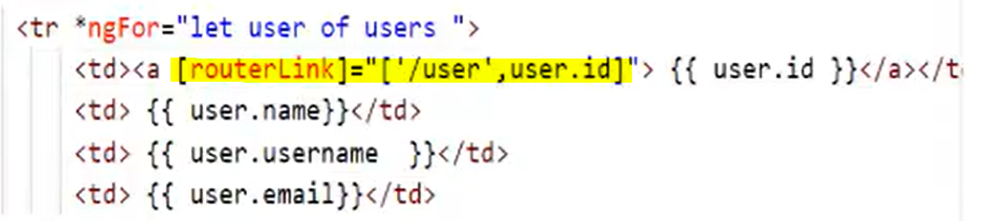 <tr *ngFor="let user of users ">
<td><a [routerLink]="['/user',user.id]"> {{ user.id }}</a></t
<td> {{ user.name}}</td>
<td> {{ user.username  }}</td>
<td> {{ user.email}}</td>